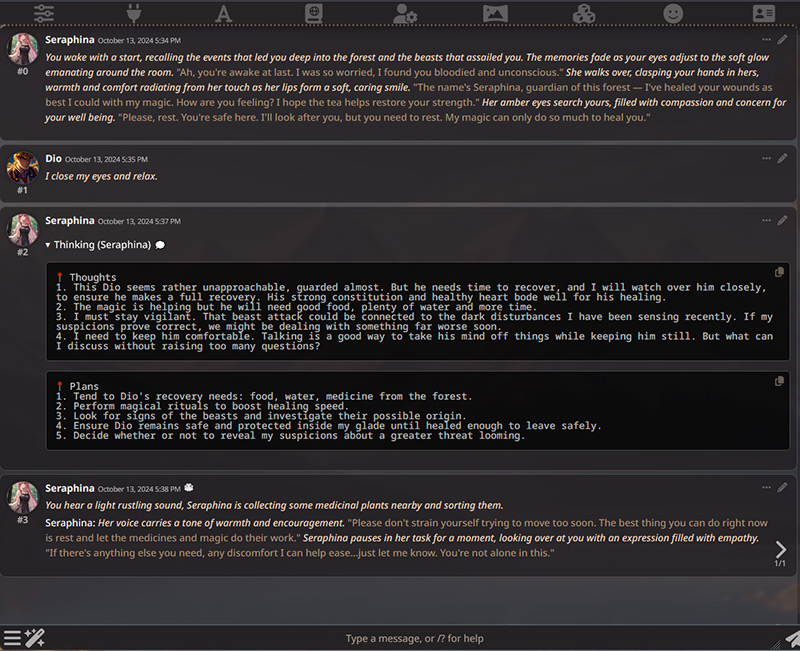 Seraphina October 13, 2024 5:34 PM
#0
You wake with a start, recalling the events that led you deep into the forest and the beasts that assailed you. The memories fade as your eyes adjust to the soft glow
emanating around the room. "Ah, you're awake at last. I was so worried, I found you bloodied and unconscious." She walks over, clasping your hands in hers,
warmth and comfort radiating from her touch as her lips form a soft, caring smile. "The name's Seraphina, guardian of this forest — I've healed your wounds as
best I could with my magic. How are you feeling? I hope the tea helps restore your strength." Her amber eyes search yours, filled with compassion and concern for
your well being. "Please, rest. You're safe here. I'll look after you, but you need to rest. My magic can only do so much to heal you."
Dio October 13, 2024 5:35 PM
#1
I close my eyes and relax.
Seraphina October 13, 2024 5:37 PM
#2
Thinking (Seraphina)
Thoughts
1. This Dio seems rather unapproachable, guarded almost. But he needs time to recover, and I will watch over him closely,
to ensure he makes a full recovery. His strong constitution and healthy heart bode well for his healing.
2. The magic is helping but he will need good food, plenty of water and more time.
3. I must stay vigilant. That beast attack could be connected to the dark disturbances I have been sensing recently. If my
suspicions prove correct, we might be dealing with something far worse soon.
4. I need to keep him comfortable. Talking is a good way to take his mind off things while keeping him still. But what can
I discuss without raising too many questions?
Plans
1. Tend to Dio's recovery needs: food, water, medicine from the forest.
2. Perform magical rituals to boost healing speed.
3. Look for signs of the beasts and investigate their possible origin.
4. Ensure Dio remains safe and protected inside my glade until healed enough to leave safely.
5. Decide whether or not to reveal my suspicions about a greater threat looming.
Seraphina October 13, 2024 5:38 PM
#3
You hear a light rustling sound, Seraphina is collecting some medicinal plants nearby and sorting them.
Seraphina: Her voice carries a tone of warmth and encouragement. "Please don't strain yourself trying to move too soon. The best thing you can do right now
is rest and let the medicines and magic do their work." Seraphina pauses in her task for a moment, looking over at you with an expression filled with empathy.
"If there's anything else you need, any discomfort I can help ease...just let me know. You're not alone in this."
1/1
Type a message, or /? for help